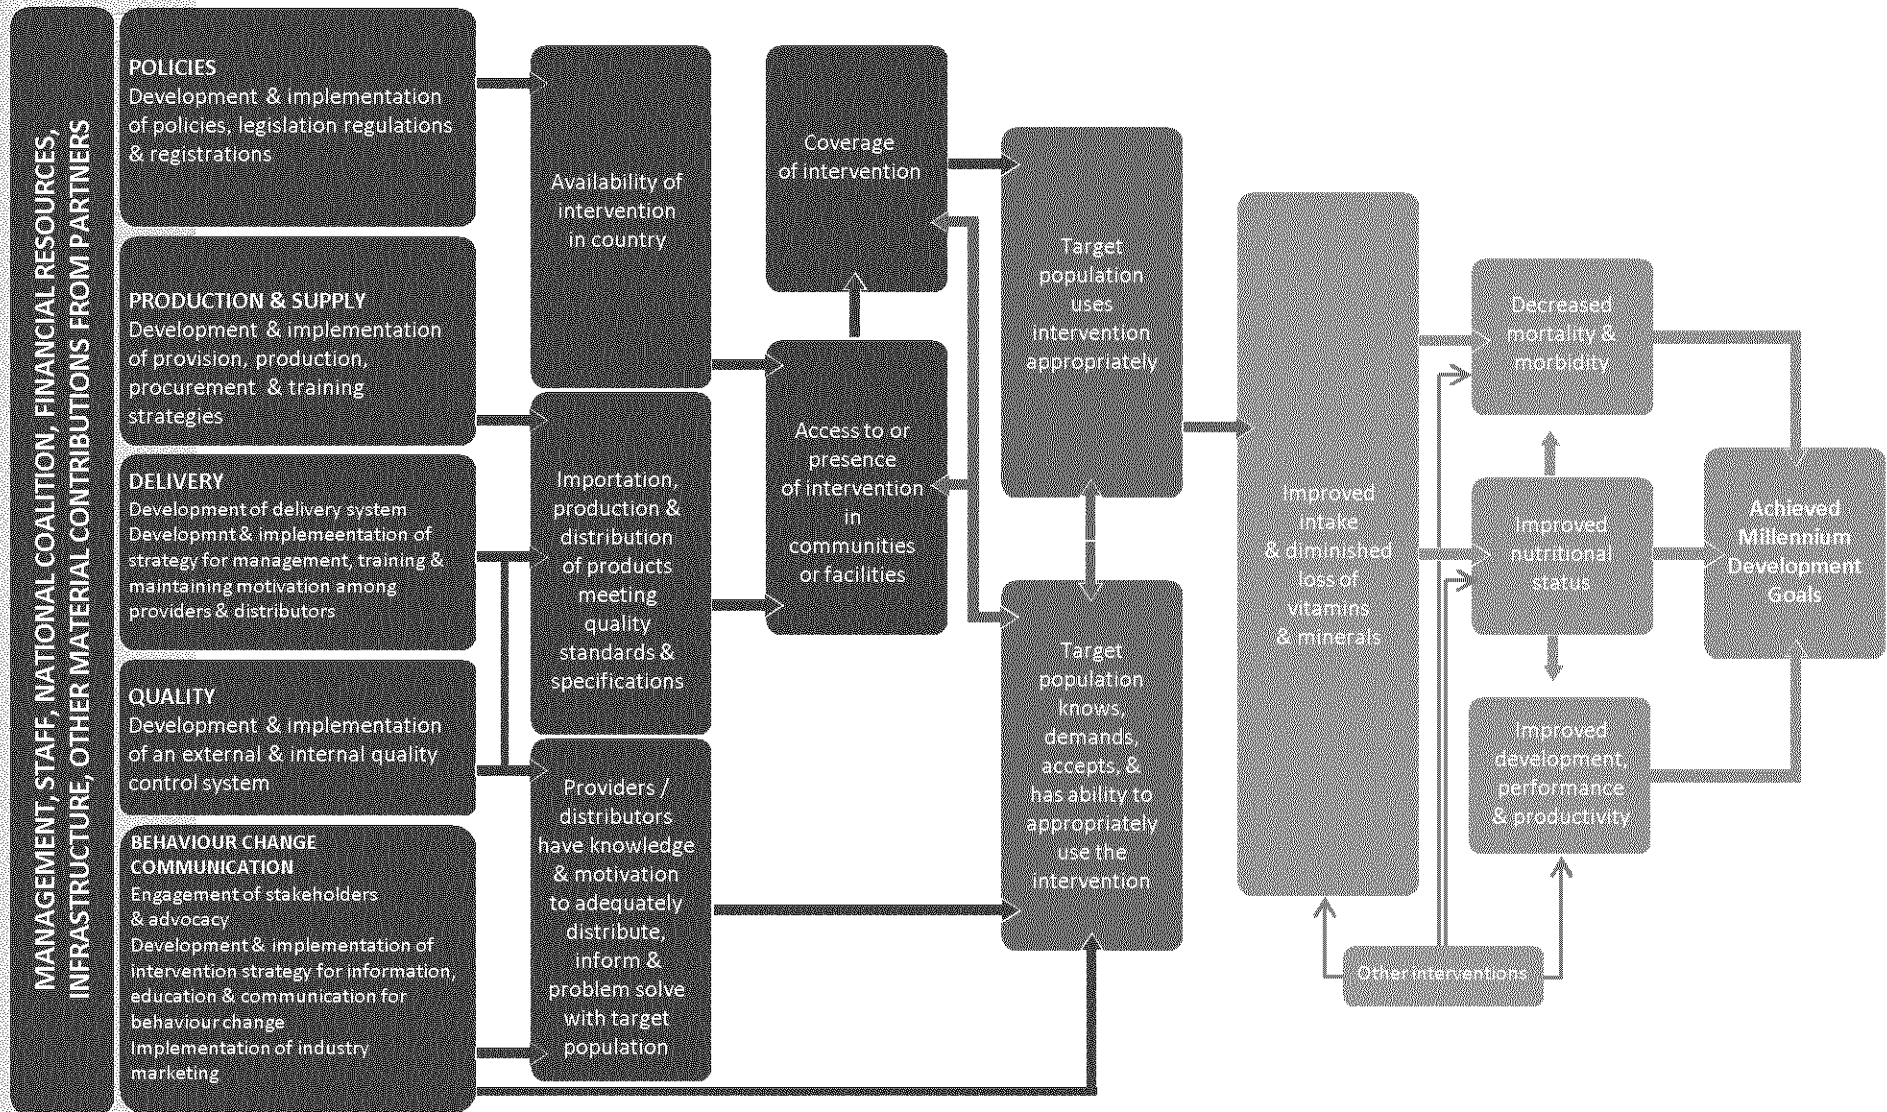 MANAGEMENT, STAFF, NATIONAL COALITION, FINANCIAL RESOURCES,
INFRASTRUCTURE, OTHER MATERIAL CONTRIBUTIONS FROM PARTNERS
POLICIES
Development & implementation
of policies, legislation regulations
& registrations
PRODUCTION & SUPPLY
Development & implementation
of provision, production,
procurement & training
strategies
DELIVERY
Development of delivery system
Developmnt & implemeentation of
strategy for management, training &
maintaining motivation among
providers & distributors
QUALITY
Development & implementation
of an external & internal quality
control system
BEHAVIOUR CHANGE
COMMUNICATION
Engagement of stakeholders
& advocacy
Development & implementation of
intervention strategy for information,
education & communication for
behaviour change
Implementation of industry
marketing
Availability of
intervention
in country
Importation,
production &
distribution
of products
meeting
quality
standards &
specifications
Providers /
distributors
have knowledge
& motivation
to adequately
distribute,
inform &
problem solve
with target
population
Coverage
of intervention
Access to or
presence
of intervention
in
communities
or facilities
Target
population
uses
intervention
appropriately
Target
population
knows,
demands,
accepts, &
has ability to
appropriately
use the
intervention
Improved
intake
& diminished
loss of
vitamins
& minerals
Decreased
mortality &
morbidity
Improved
nutritional
status
Improved
development,
performance
& productivity
Other interventions
Achieved
Millennium
Development
Goals